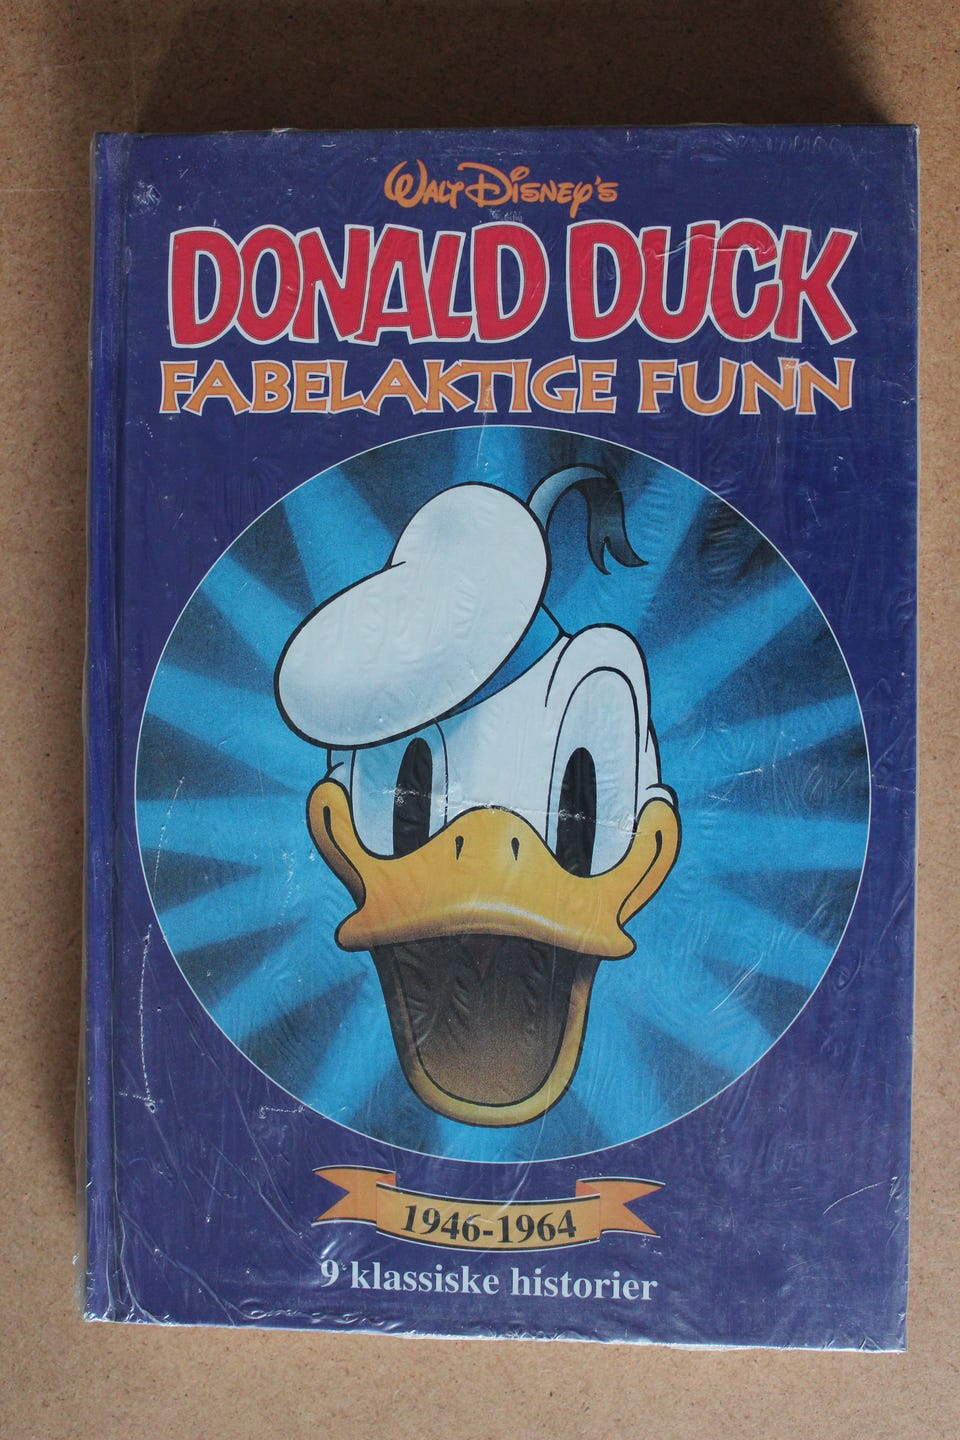 WALT DISNEY'S
DONALD DUCK
FABELAKTIGE FUNN
1946-1964
9 klassiske historier